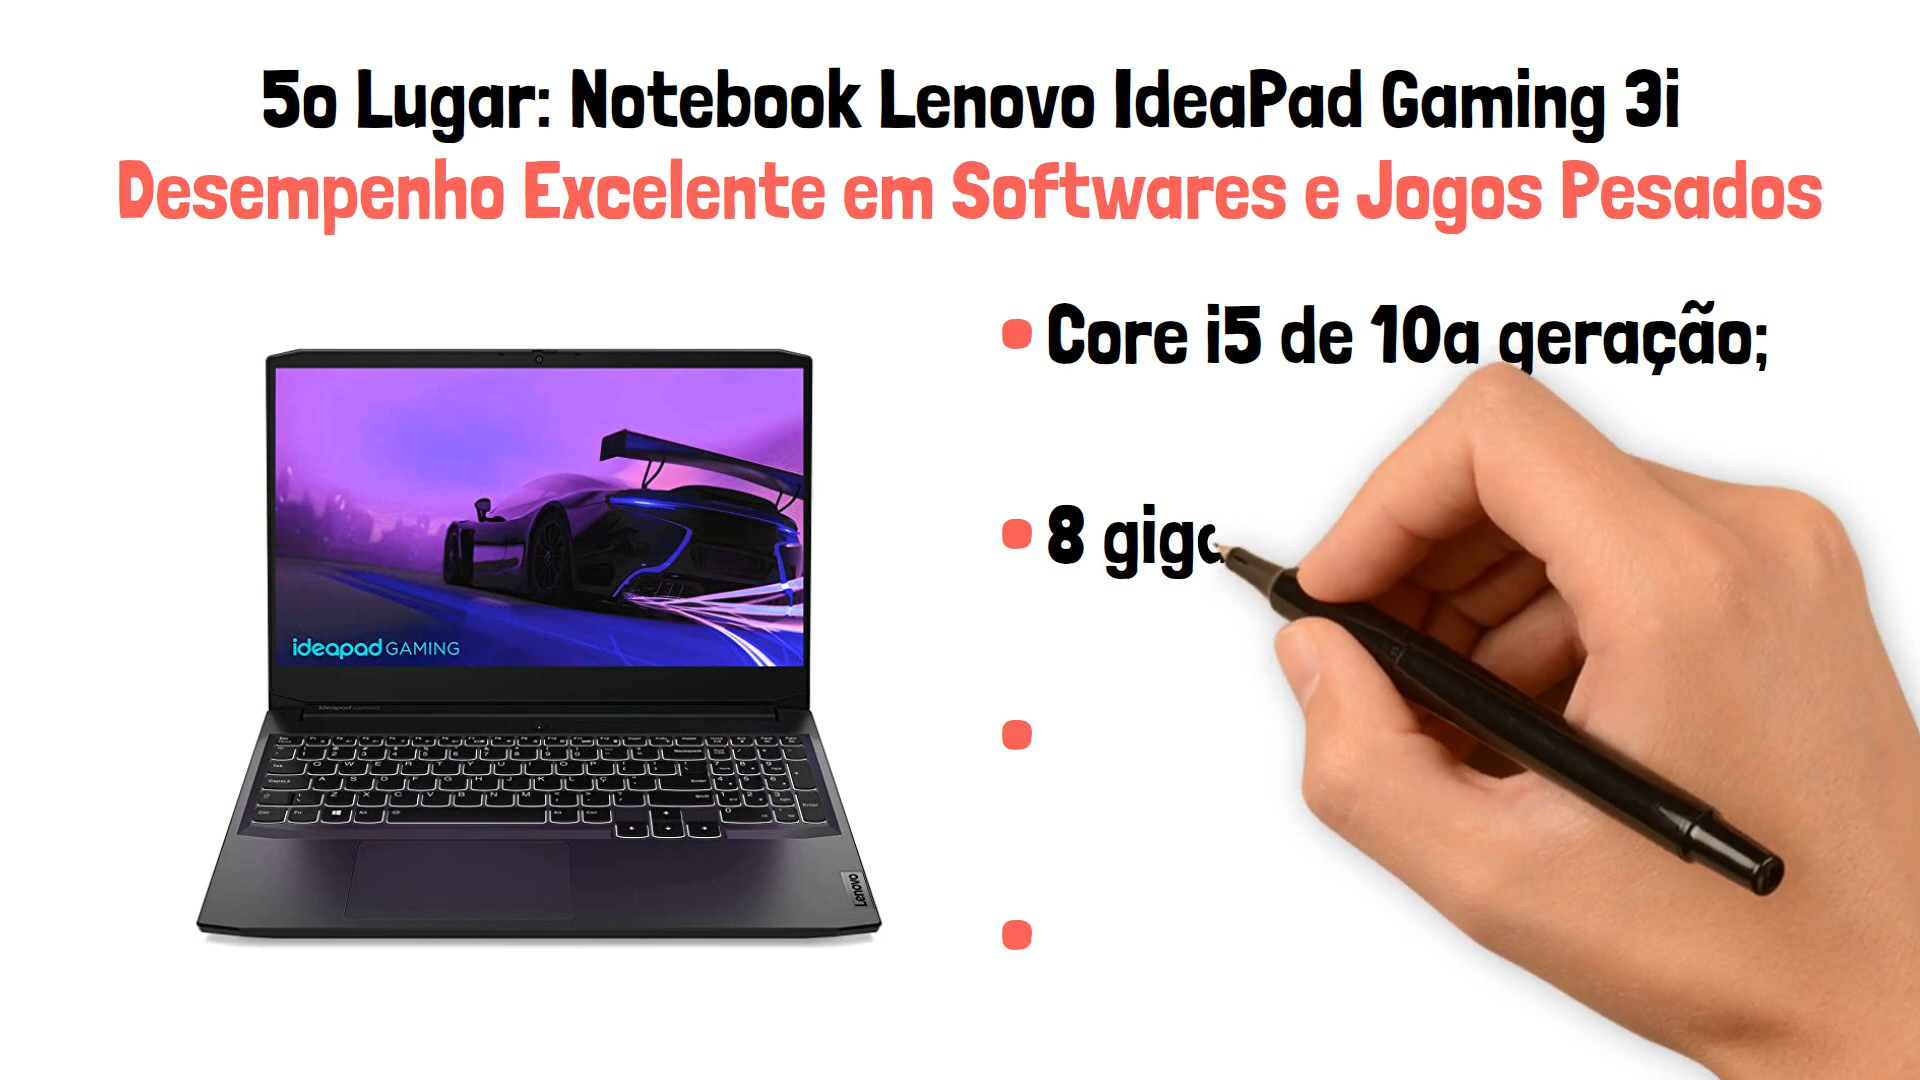 5o Lugar: Notebook Lenovo IdeaPad Gaming 3i
Desempenho Excelente em Softwares e Jogos Pesados
Core i5 de 10a geração;
8 giga
ideapad GAMING
Lenovo